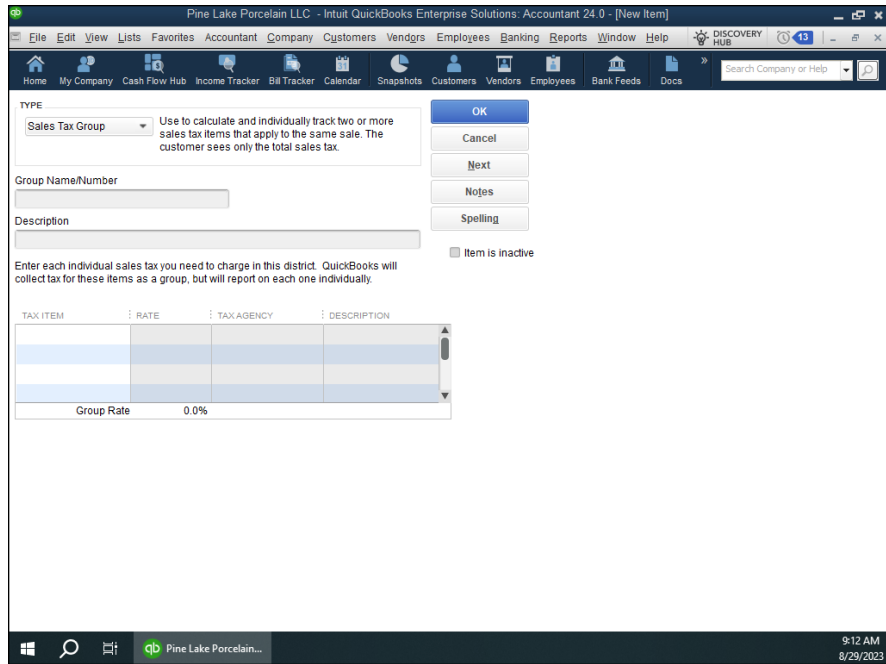 qb
Pine Lake Porcelain LLC - Intuit QuickBooks Enterprise Solutions: Accountant 24.0 - [New Item]
File Edit View Lists Favorites Accountant Company Customers Vendors Employees Banking Reports Window Help
DISCOVERY
HUB
13
Home My Company Cash Flow Hub Income Tracker Bill Tracker Calendar Snapshots Customers Vendors Employees Bank Feeds Docs
31
Search Company or Help
TYPE
Sales Tax Group
Use to calculate and individually track two or more
sales tax items that apply to the same sale. The
customer sees only the total sales tax.
OK
Cancel
Next
Notes
Spelling
Group Name/Number
Description
Item is inactive
Enter each individual sales tax you need to charge in this district. QuickBooks will
collect tax for these items as a group, but will report on each one individually.
TAX ITEM RATE TAX AGENCY DESCRIPTION
Group Rate 0.0%
qb Pine Lake Porcelain...
9:12 AM
8/29/2023